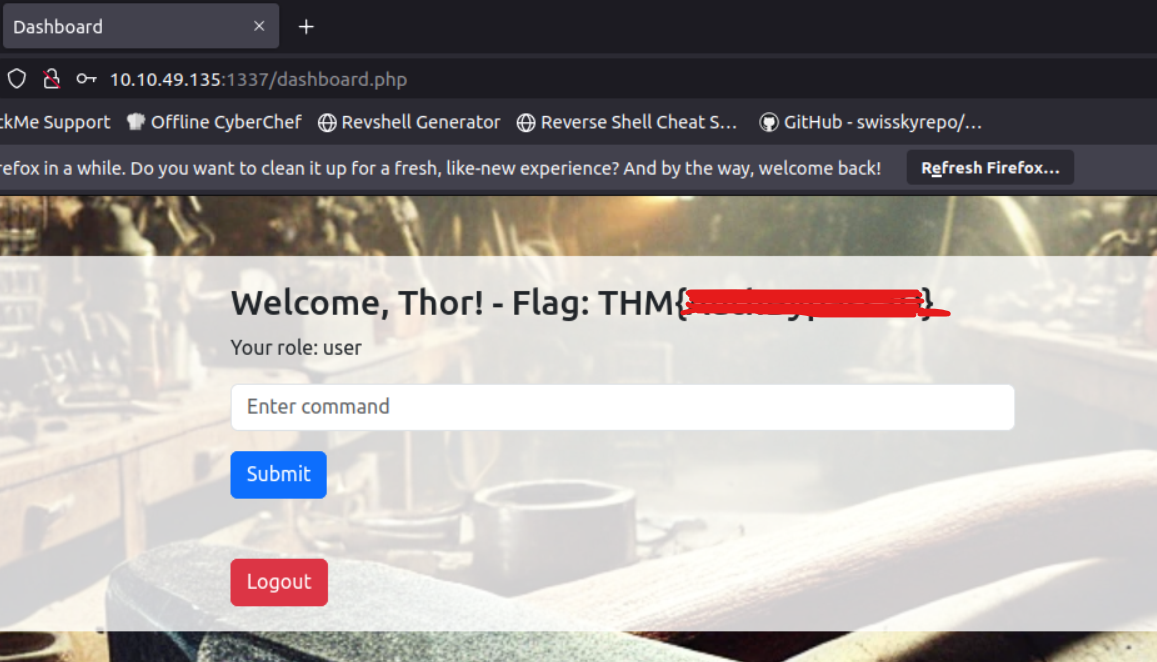 Dashboard
10.10.49.135:1337/dashboard.php
ckMe Support Offline CyberChef Revshell Generator Reverse Shell Cheat S... GitHub - swisskyrepo/...
refox in a while. Do you want to clean it up for a fresh, like-new experience? And by the way, welcome back! Refresh Firefox...
Welcome, Thor! - Flag: THM{ }
Your role: user
Enter command
Submit
Logout